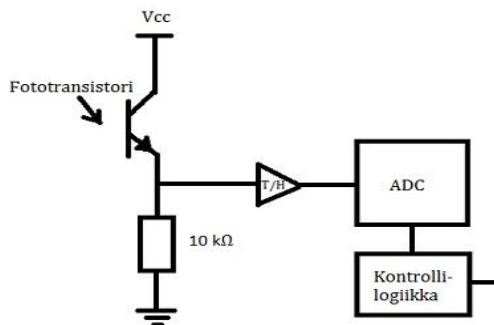 Vcc
Fototransistori
T/H
ADC
10 kΩ
Kontrolli-
logiikka